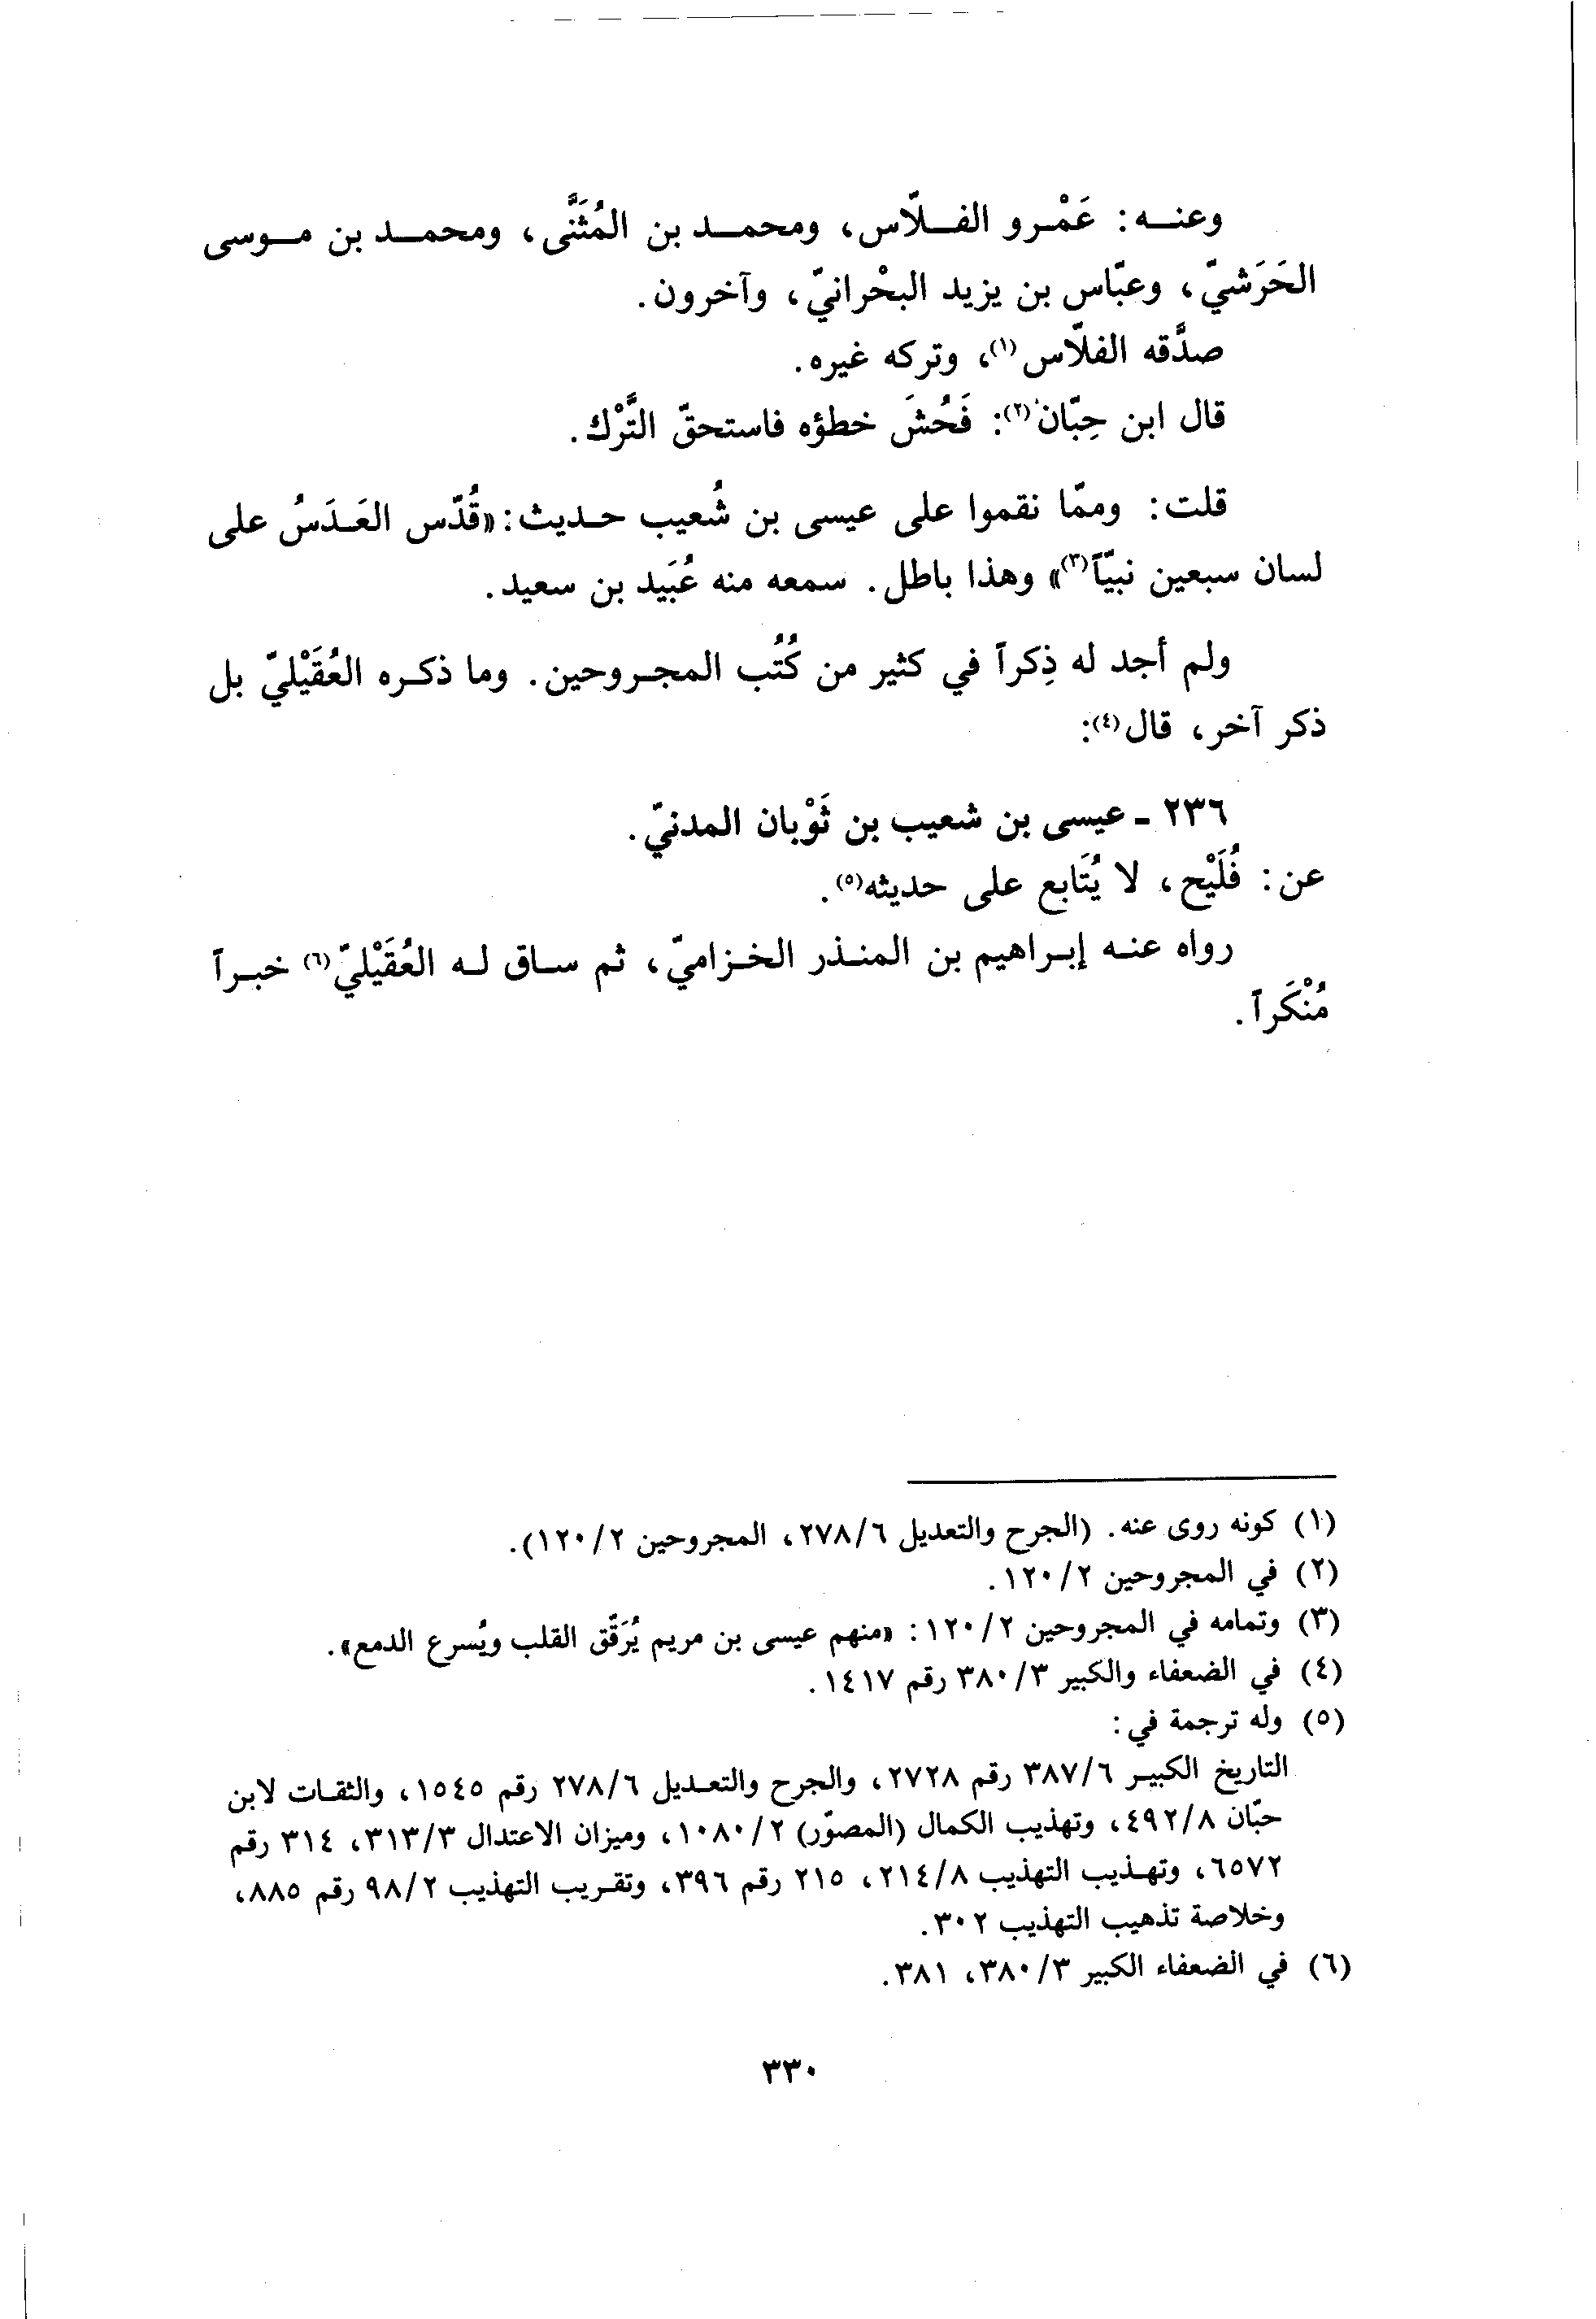 وعنه: عَمْرو الفلّاس، ومحمد بن المُثَنَّى، ومحمد بن موسى
الحَرَشيّ، وعبّاس بن يزيد البحْرانيّ، وآخرون.
صدَّقه الفلّاس(١)، وتركه غيره.
قال ابن حِبّان(٢): فَحُشَ خطؤه فاستحقّ التَّرْك.
قلت: وممّا نقموا على عيسى بن شُعيب حديث: «قُدّس العَدَسُ على
لسان سبعين نبيّاً(٣)» وهذا باطل. سمعه منه عُبَيد بن سعيد.
ولم أجد له ذِكراً في كثير من كُتُب المجروحين. وما ذكره العُقَيْليّ بل
ذكر آخر، قال(٤):
٢٣٦ - عيسى بن شعيب بن ثَوْبان المدنيّ.
عن: فُلَيْح، لا يُتَابع على حديثه(٥).
رواه عنه إبراهيم بن المنذر الخزاميّ، ثم ساق له العُقَيْليّ(٦) خبراً
مُنْكَراً.
(١) كونه روى عنه. (الجرح والتعديل ٦/٢٧٨، المجروحين ٢/١٢٠).
(٢) في المجروحين ٢/١٢٠.
(٣) وتمامه في المجروحين ٢/١٢٠: «منهم عيسى بن مريم يُرَقّق القلب ويُسرع الدمع».
(٤) في الضعفاء والكبير ٣/٣٨٠ رقم ١٤١٧.
(٥) وله ترجمة في:
التاريخ الكبير ٦/٣٨٧ رقم ٢٧٢٨، والجرح والتعديل ٦/٢٧٨ رقم ١٥٤٥، والثقات لابن
حبّان ٨/٤٩٢، وتهذيب الكمال (المصوّر) ٢/١٠٨٠، وميزان الاعتدال ٣/٣١٣، ٣١٤ رقم
٦٥٧٢، وتهذيب التهذيب ٨/٢١٤، ٢١٥ رقم ٣٩٦، وتقريب التهذيب ٢/٩٨ رقم ٨٨٥،
وخلاصة تذهيب التهذيب ٣٠٢.
(٦) في الضعفاء الكبير ٣/٣٨٠، ٣٨١.
٣٣٠